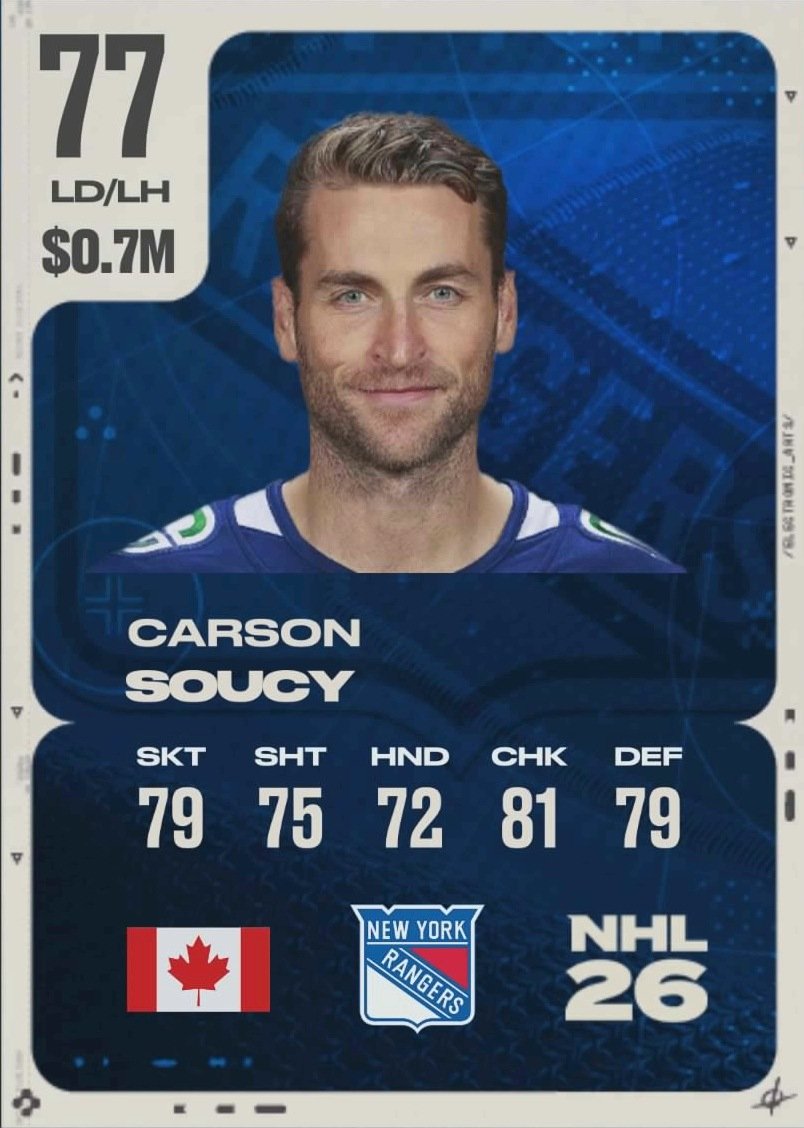 77
LD/LH
$0.7M
/ELECTRONIC_ARTS/
CARSON
SOUCY
SKT SHT HND CHK DEF
79 75 72 81 79
NEW YORK
RANGERS
NHL
26